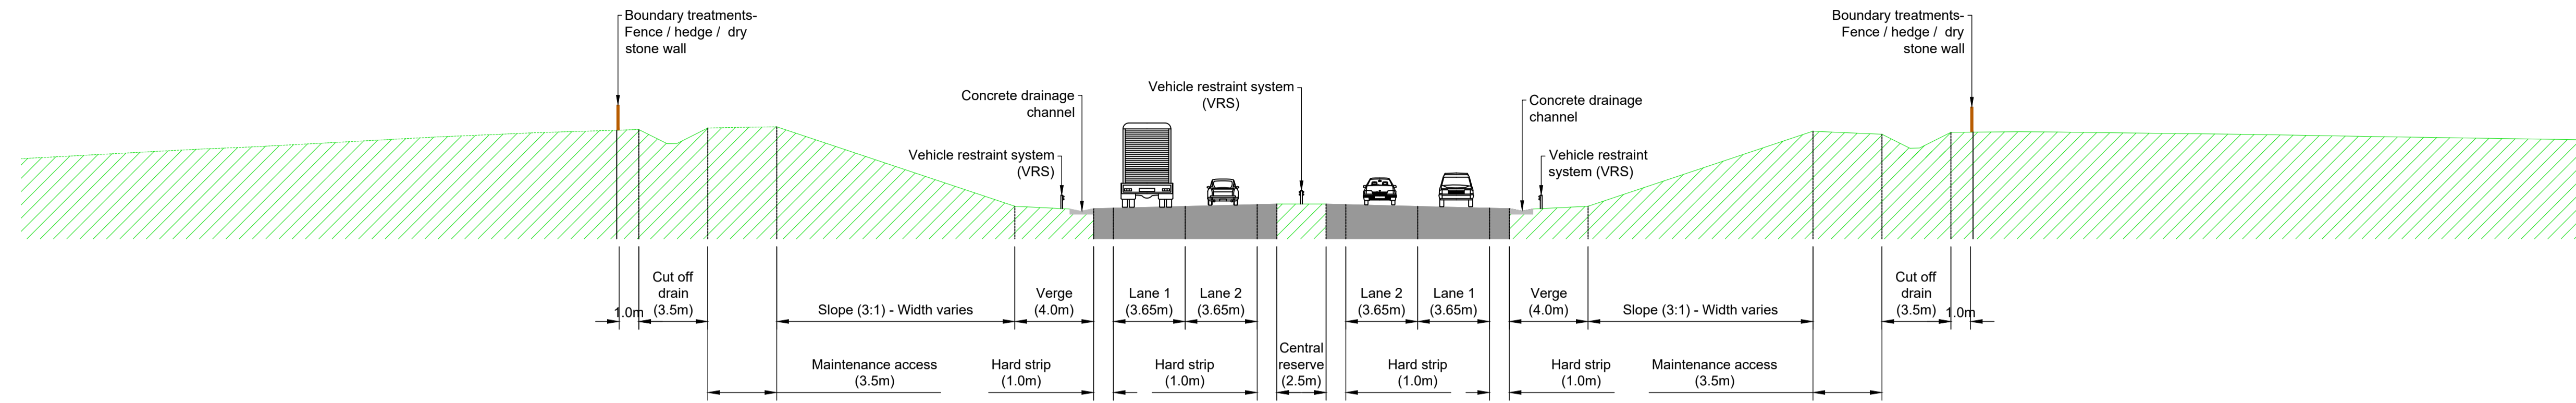 Boundary treatments-
Fence / hedge /  dry
stone wall
Boundary treatments-
Fence / hedge /  dry
stone wall
Vehicle restraint system
(VRS)
Concrete drainage
channel
Concrete drainage
channel
Vehicle restraint system
(VRS)
Vehicle restraint
system (VRS)
1.0m
Cut off
drain
(3.5m)
Slope (3:1) - Width varies
Verge
(4.0m)
Lane 1
(3.65m)
Lane 2
(3.65m)
Lane 2
(3.65m)
Lane 1
(3.65m)
Verge
(4.0m)
Slope (3:1) - Width varies
Cut off
drain
(3.5m)
1.0m
Maintenance access
(3.5m)
Hard strip
(1.0m)
Hard strip
(1.0m)
Central
reserve
(2.5m)
Hard strip
(1.0m)
Hard strip
(1.0m)
Maintenance access
(3.5m)